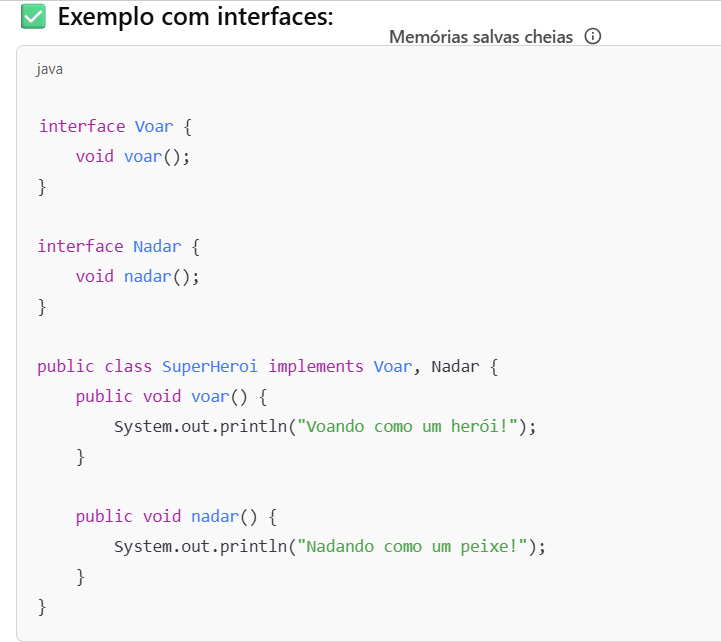 ✅ Exemplo com interfaces:
Memórias salvas cheias ⓘ
java
interface Voar {
    void voar();
}
interface Nadar {
    void nadar();
}
public class SuperHeroi implements Voar, Nadar {
    public void voar() {
        System.out.println("Voando como um herói!");
    }
    public void nadar() {
        System.out.println("Nadando como um peixe!");
    }
}